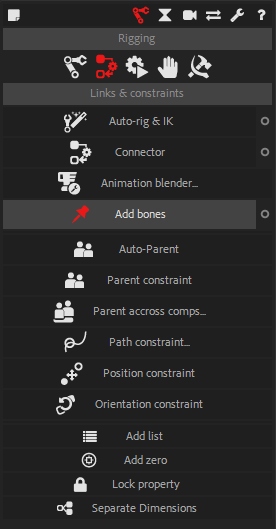 ?
Rigging
Links & constraints
Auto-rig & IK
Connector
Animation blender...
Add bones
Auto-Parent
Parent constraint
Parent accross comps...
Path constraint...
Position constraint
Orientation constraint
Add list
Add zero
Lock property
Separate Dimensions